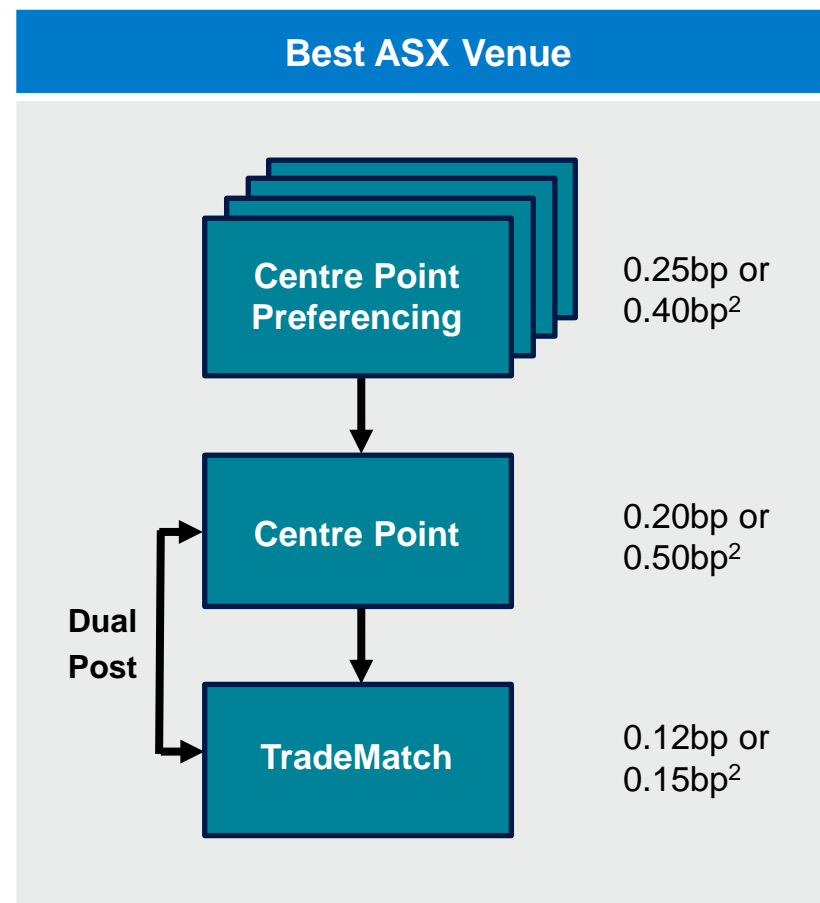 Best ASX Venue
Centre Point
Preferencing
0.25bp or
0.40bp²
Centre Point
0.20bp or
0.50bp²
Dual
Post
TradeMatch
0.12bp or
0.15bp²